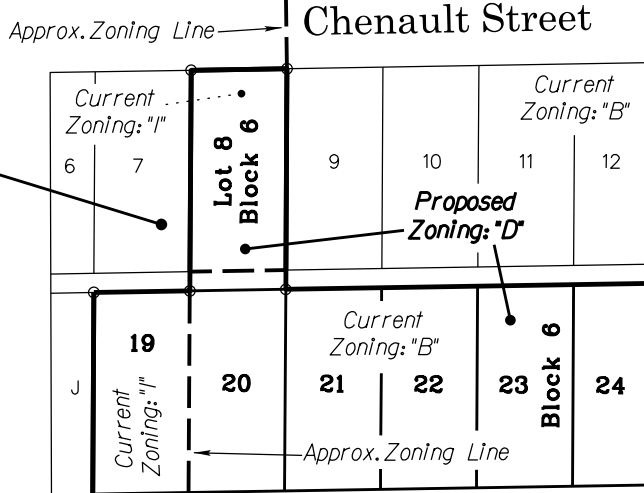 Chenault Street
Approx. Zoning Line
Current
Zoning: "I"
Current
Zoning: "B"
6
7
Lot 8
Block 6
9
10
11
12
Proposed
Zoning: "D"
J
19
Current
Zoning: "I"
20
Current
Zoning: "B"
21
22
23
Block 6
24
Approx. Zoning Line